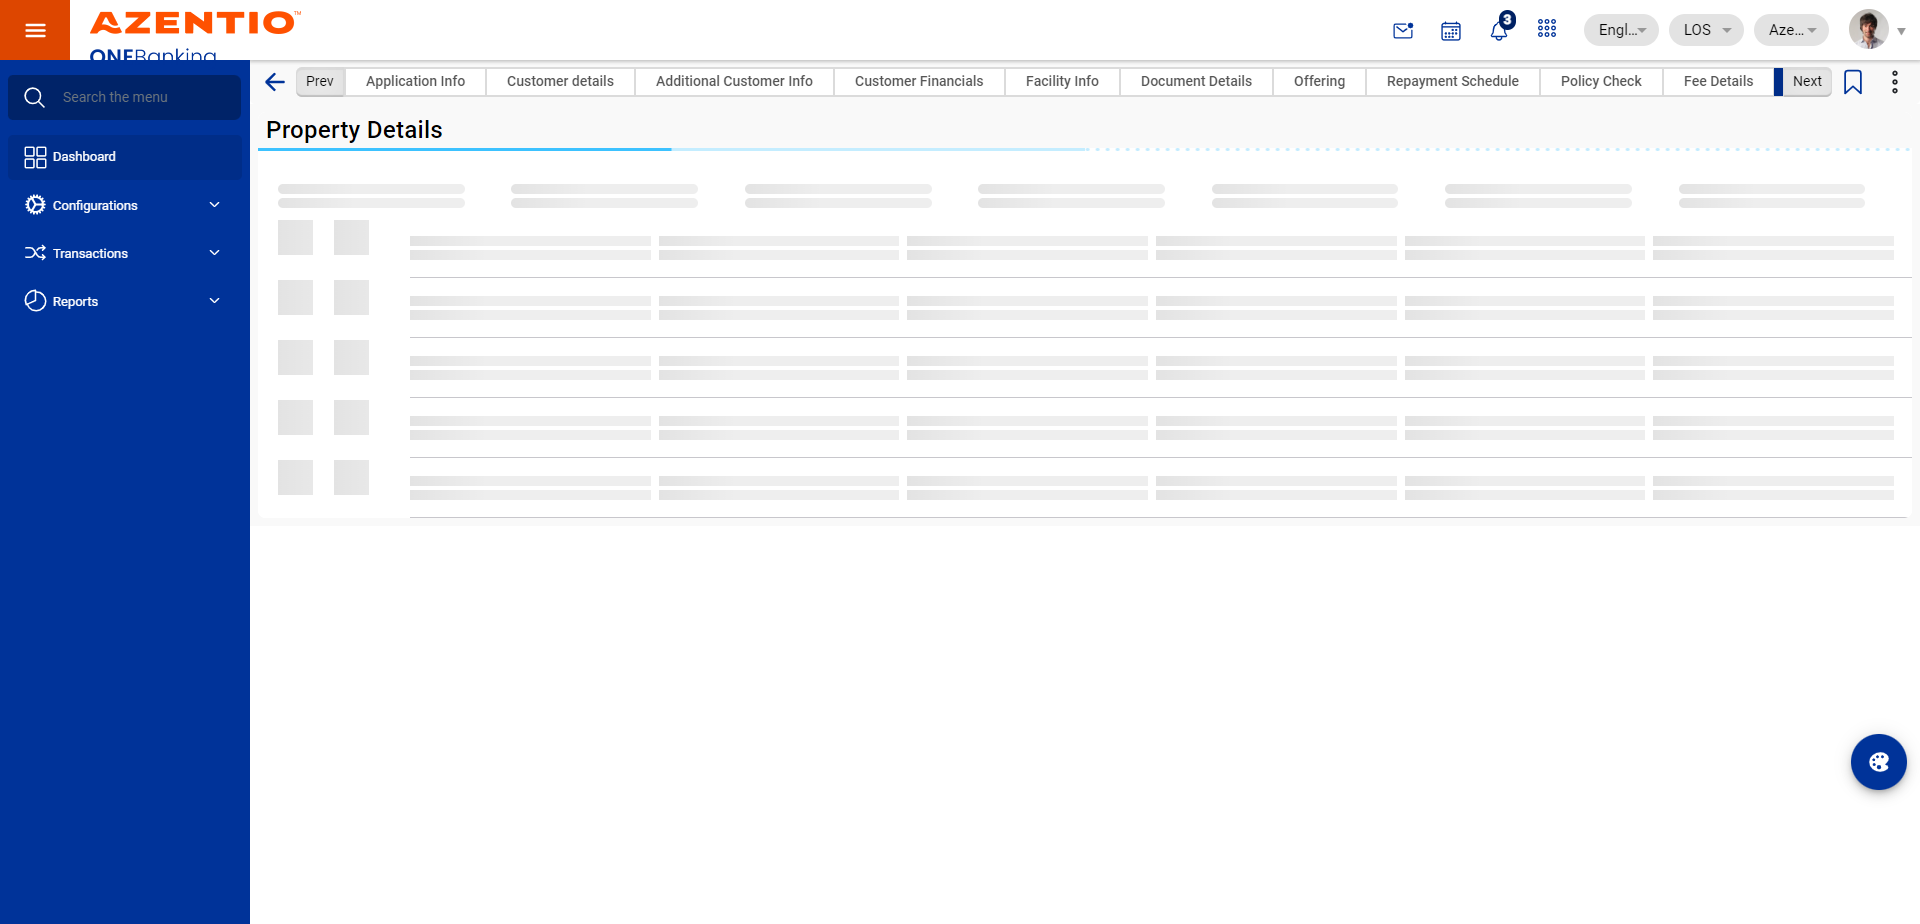 AZENTIO™
ONEBanking
3
Engl...
LOS
Aze...
Search the menu
Dashboard
Configurations
Transactions
Reports
Prev
Application Info
Customer details
Additional Customer Info
Customer Financials
Facility Info
Document Details
Offering
Repayment Schedule
Policy Check
Fee Details
Next
Property Details